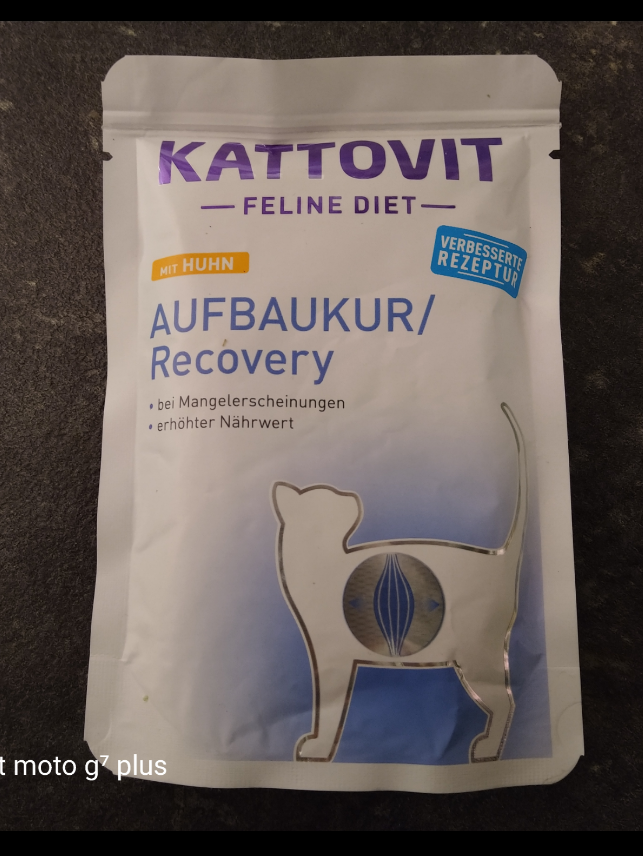 KATTOVIT
FELINE DIET
MIT HUHN
VERBESSERTE
REZEPTUR
AUFBAUKUR/
Recovery
• bei Mangelerscheinungen
• erhöhter Nährwert
t moto g⁷ plus